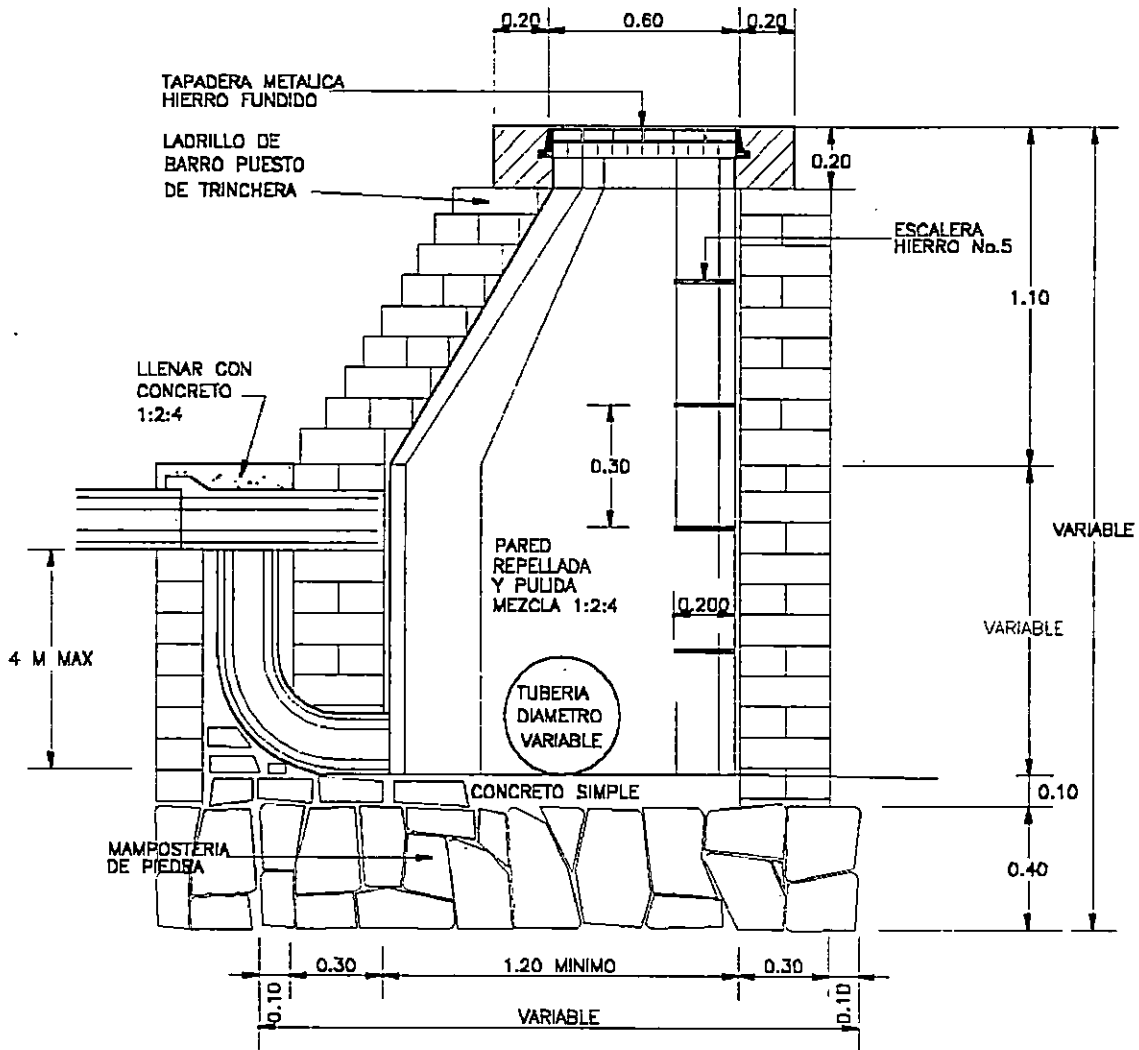 0.20
0.60
0.20
TAPADERA METALICA
HIERRO FUNDIDO
LADRILLO DE
BARRO PUESTO
DE TRINCHERA
0.20
ESCALERA
HIERRO No.5
1.10
LLENAR CON
CONCRETO
1:2:4
0.30
VARIABLE
PARED
REPELLADA
Y PULIDA
MEZCLA 1:2:4
0.200
VARIABLE
4 M MAX
TUBERIA
DIAMETRO
VARIABLE
CONCRETO SIMPLE
0.10
MAMPOSTERIA
DE PIEDRA
0.40
0.30
1.20 MINIMO
0.30
0.10
0.10
VARIABLE